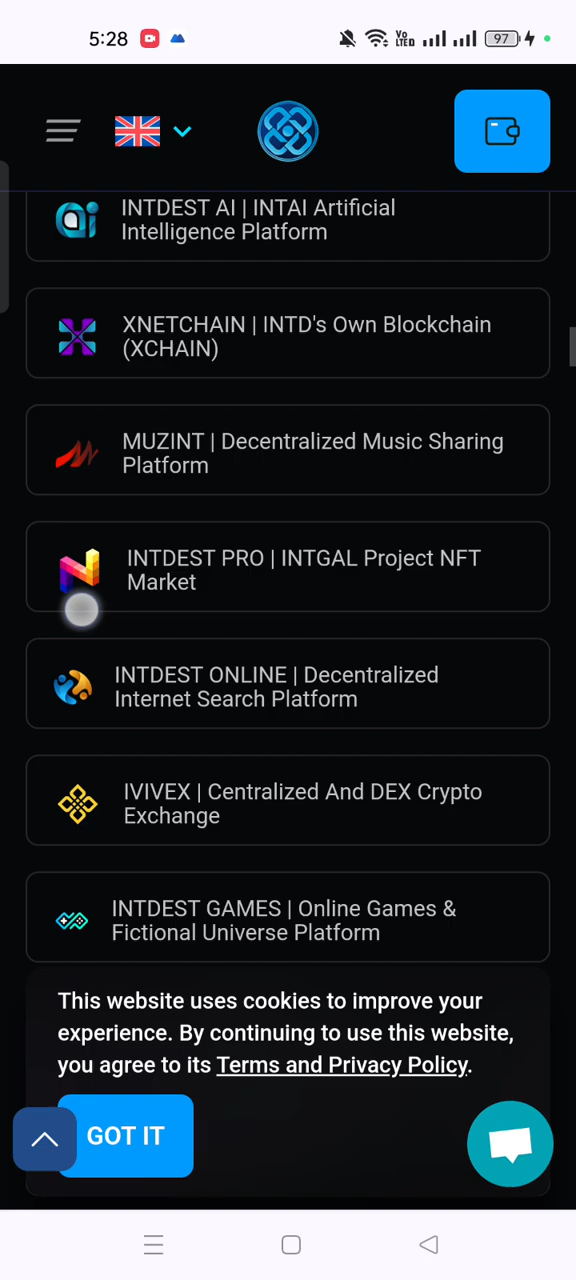 5:28
Vo
LTED
97
INTDEST AI | INTAI Artificial
Intelligence Platform
XNETCHAIN | INTD's Own Blockchain
(XCHAIN)
MUZINT | Decentralized Music Sharing
Platform
INTDEST PRO | INTGAL Project NFT
Market
INTDEST ONLINE | Decentralized
Internet Search Platform
IVIVEX | Centralized And DEX Crypto
Exchange
INTDEST GAMES | Online Games &
Fictional Universe Platform
This website uses cookies to improve your
experience. By continuing to use this website,
you agree to its Terms and Privacy Policy.
GOT IT